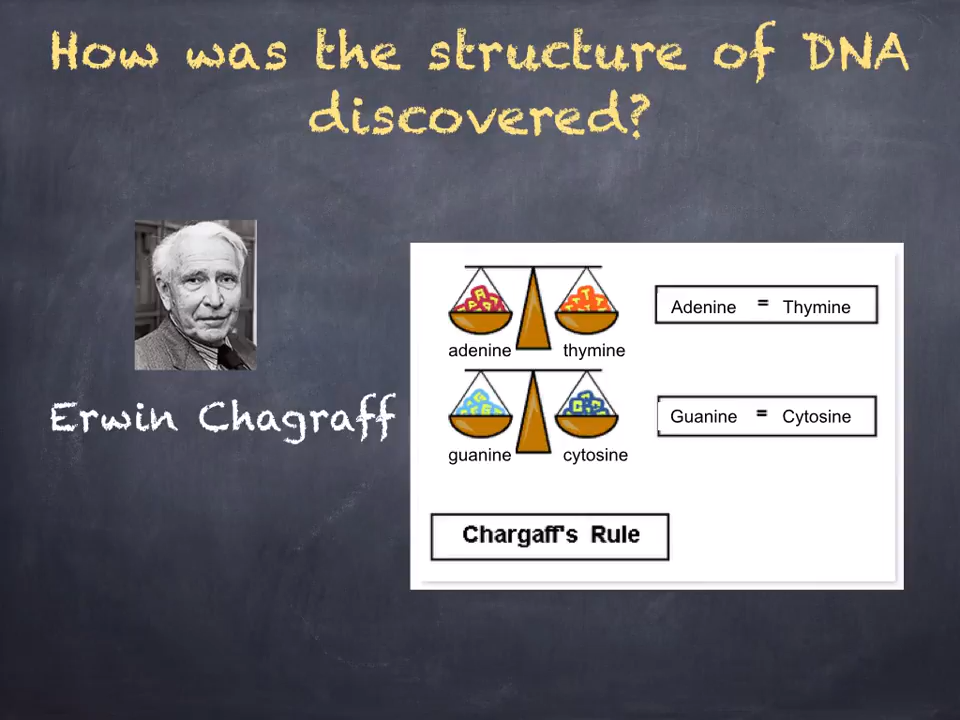 How was the structure of DNA
discovered?
Erwin Chagraff
adenine thymine
Adenine = Thymine
guanine cytosine
Guanine = Cytosine
Chargaff's Rule